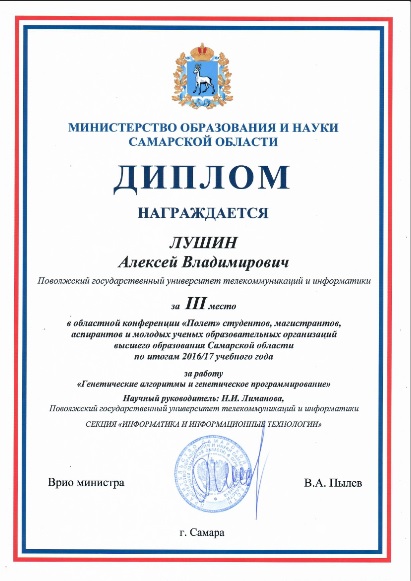 МИНИСТЕРСТВО ОБРАЗОВАНИЯ И НАУКИ
САМАРСКОЙ ОБЛАСТИ
ДИПЛОМ
НАГРАЖДАЕТСЯ
ЛУШИН
Алексей Владимирович
Поволжский государственный университет телекоммуникаций и информатики
за III место
в областной конференции «Полет» студентов, магистрантов,
аспирантов и молодых ученых образовательных организаций
высшего образования Самарской области
по итогам 2016/17 учебного года
за работу
«Генетические алгоритмы и генетическое программирование»
Научный руководитель: Н.И. Лиманова,
Поволжский государственный университет телекоммуникаций и информатики
СЕКЦИЯ «ИНФОРМАТИКА И ИНФОРМАЦИОННЫЕ ТЕХНОЛОГИИ»
Врио министра
В.А. Пылев
г. Самара